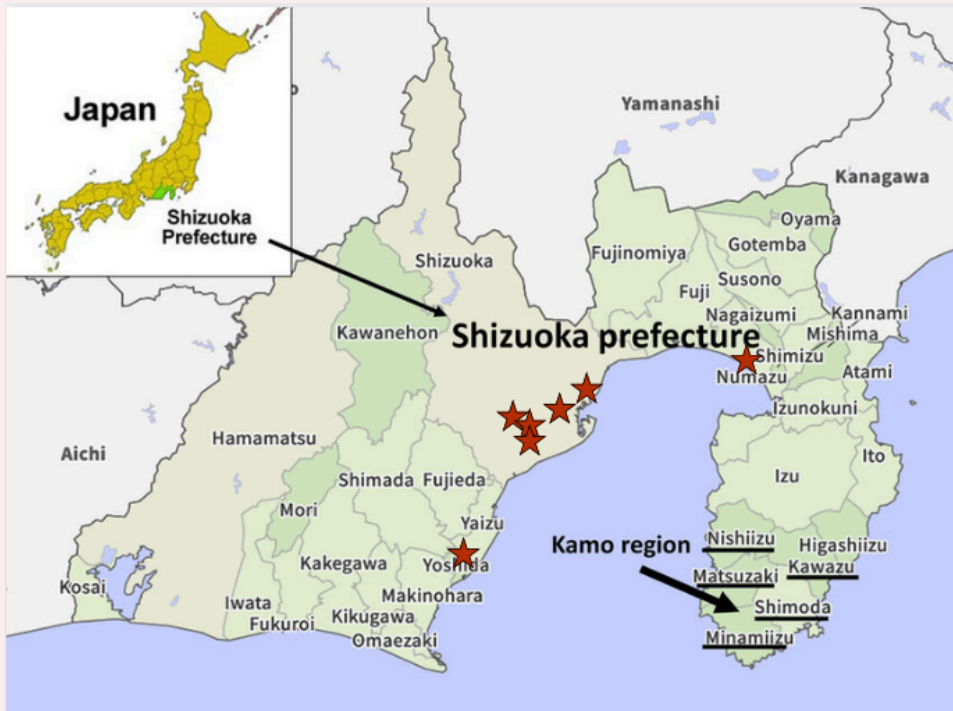 Japan
Shizuoka
Prefecture
Yamanashi
Kanagawa
Oyama
Gotemba
Fujinomiya
Shizuoka
Susono
Fuji
Nagaizumi
Kannami
Kawanehon
Shizuoka prefecture
Mishima
Shimizu
Numazu
Atami
Izunokuni
Hamamatsu
Aichi
Ito
Shimada
Fujieda
Izu
Mori
Yaizu
Nishiizu
Kamo region
Higashiizu
Kakegawa
Yoshida
Kawazu
Matsuzaki
Kosai
Makinohara
Iwata
Shimoda
Kikugawa
Fukuroi
Omaezaki
Minamiizu